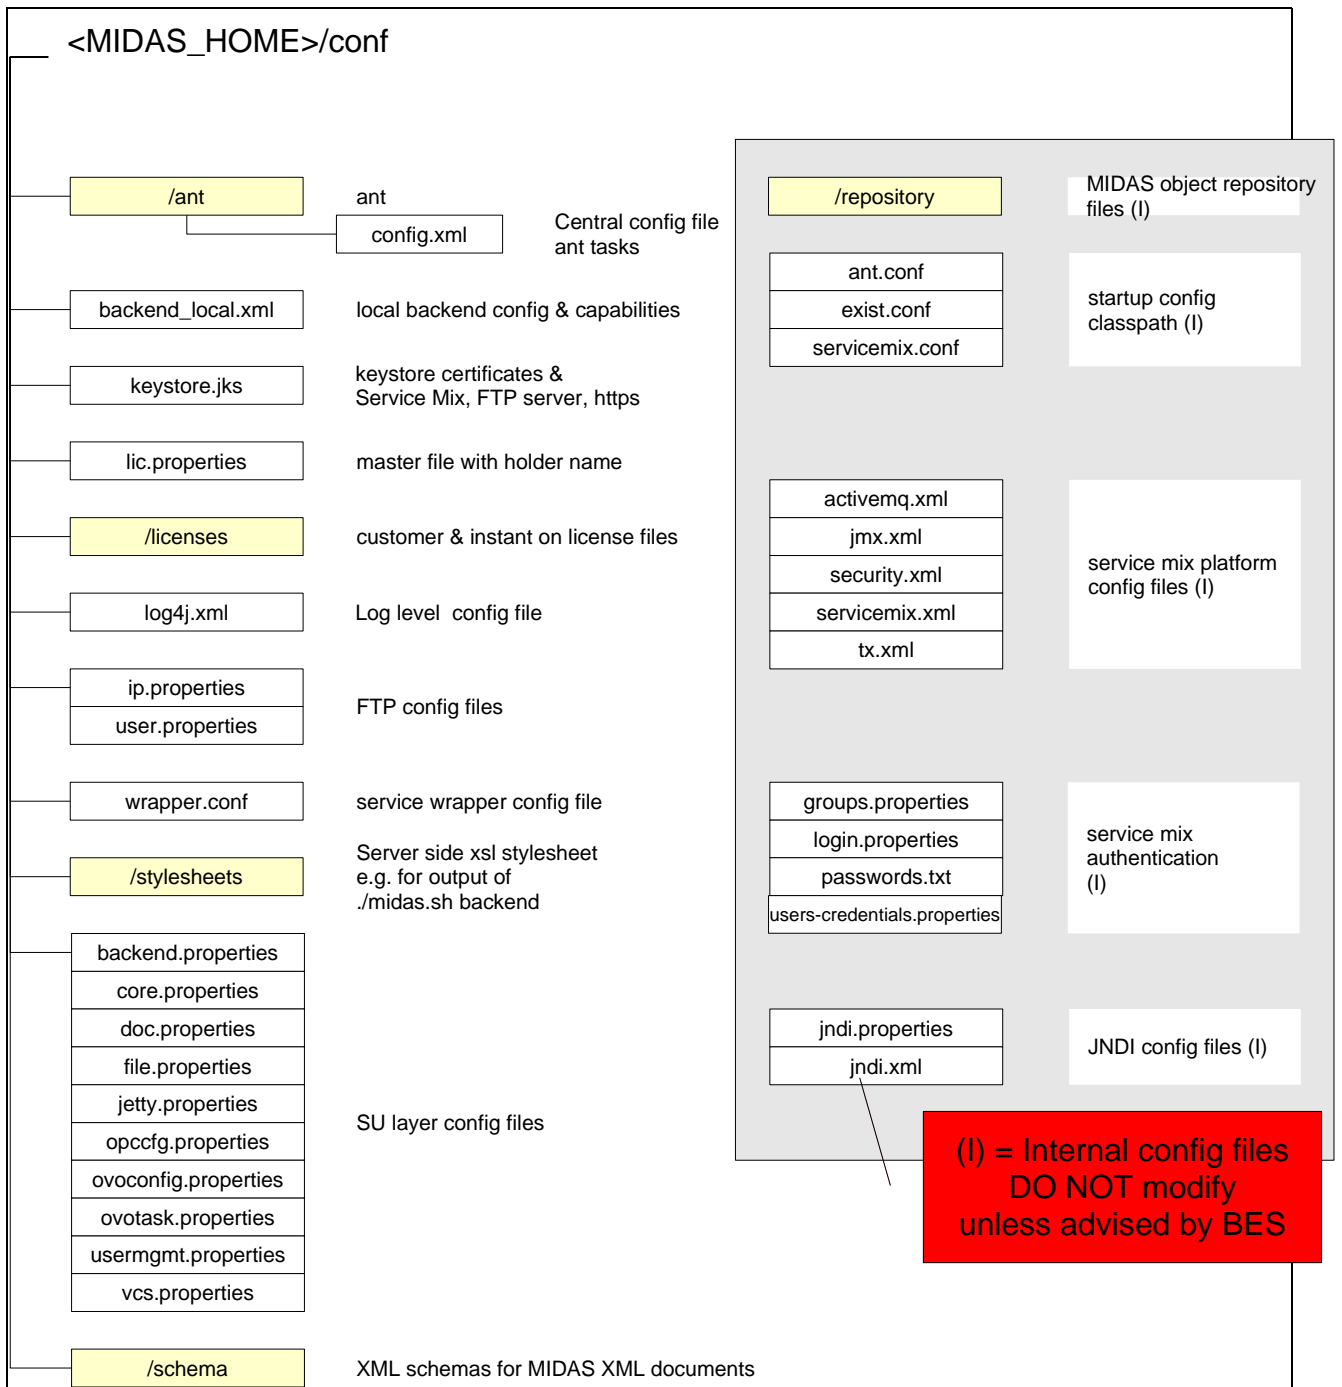 <MIDAS_HOME>/conf
/ant
ant
config.xml
Central config file
ant tasks
backend_local.xml
local backend config & capabilities
keystore.jks
keystore certificates &
Service Mix, FTP server, https
lic.properties
master file with holder name
/licenses
customer & instant on license files
log4j.xml
Log level  config file
ip.properties
user.properties
FTP config files
wrapper.conf
service wrapper config file
/stylesheets
Server side xsl stylesheet
e.g. for output of
./midas.sh backend
backend.properties
core.properties
doc.properties
file.properties
jetty.properties
opccfg.properties
ovoconfig.properties
ovotask.properties
usermgmt.properties
vcs.properties
SU layer config files
/schema
XML schemas for MIDAS XML documents
/repository
MIDAS object repository
files (I)
ant.conf
exist.conf
servicemix.conf
startup config
classpath (I)
activemq.xml
jmx.xml
security.xml
servicemix.xml
tx.xml
service mix platform
config files (I)
groups.properties
login.properties
passwords.txt
users-credentials.properties
service mix
authentication
(I)
jndi.properties
jndi.xml
JNDI config files (I)
(I) = Internal config files
DO NOT modify
unless advised by BES